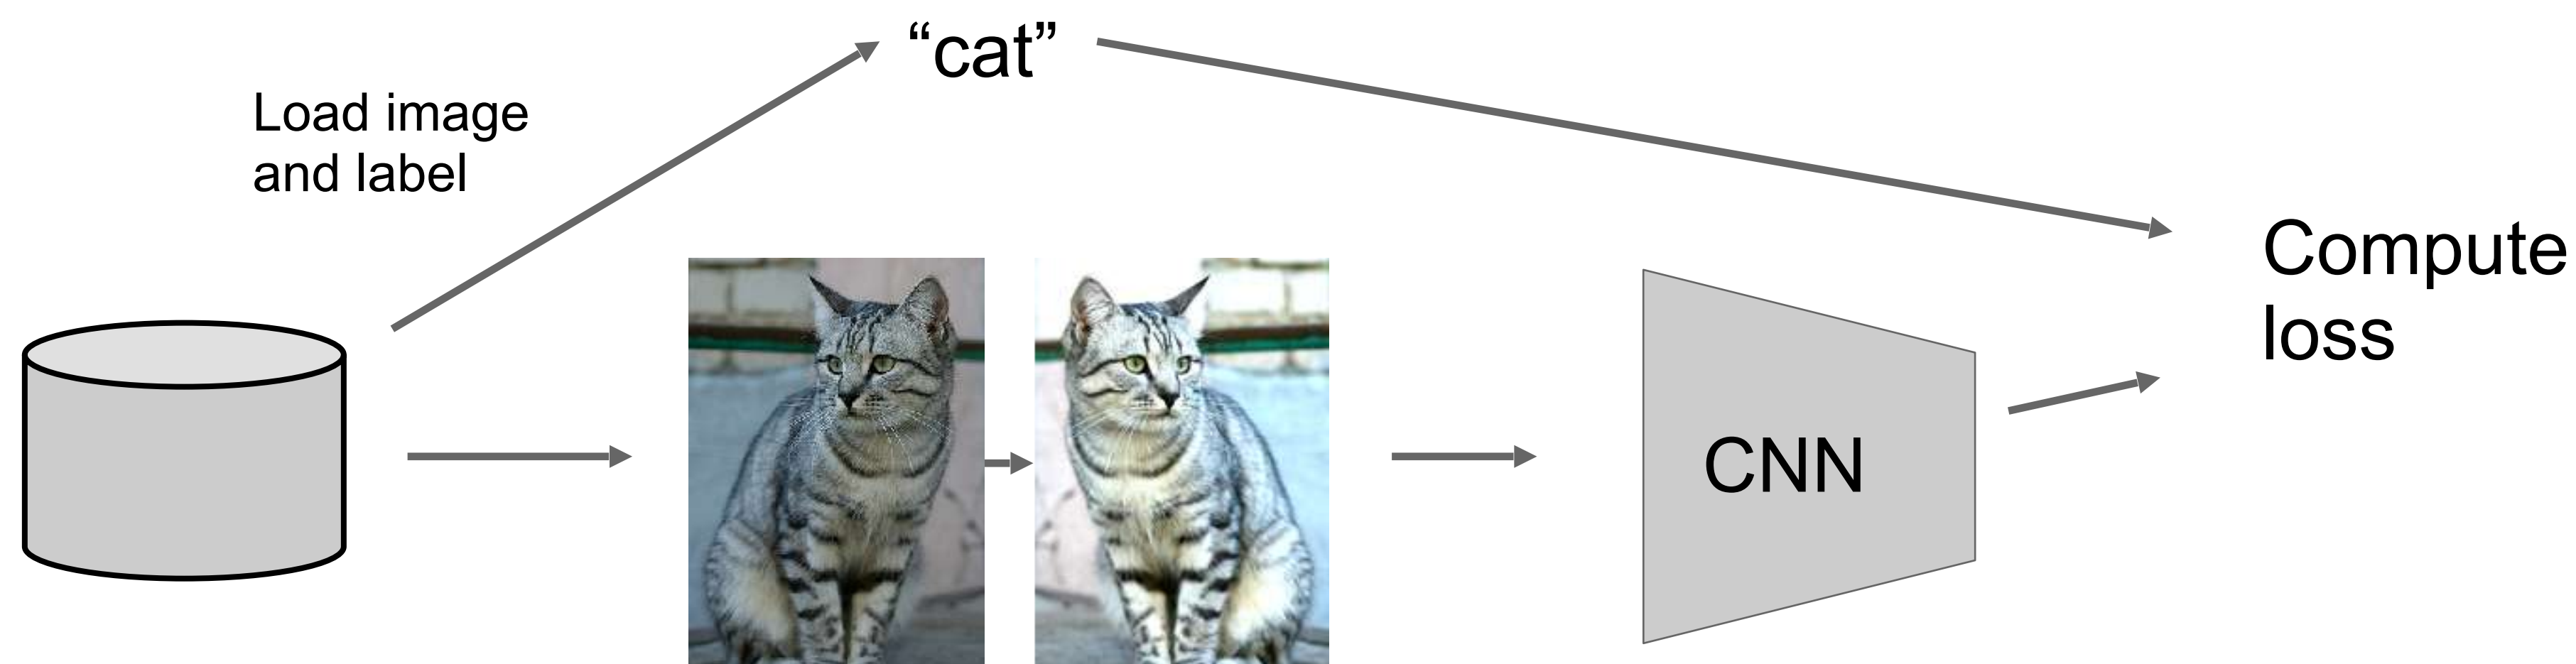 “cat”
Load image
and label
Compute
loss
CNN